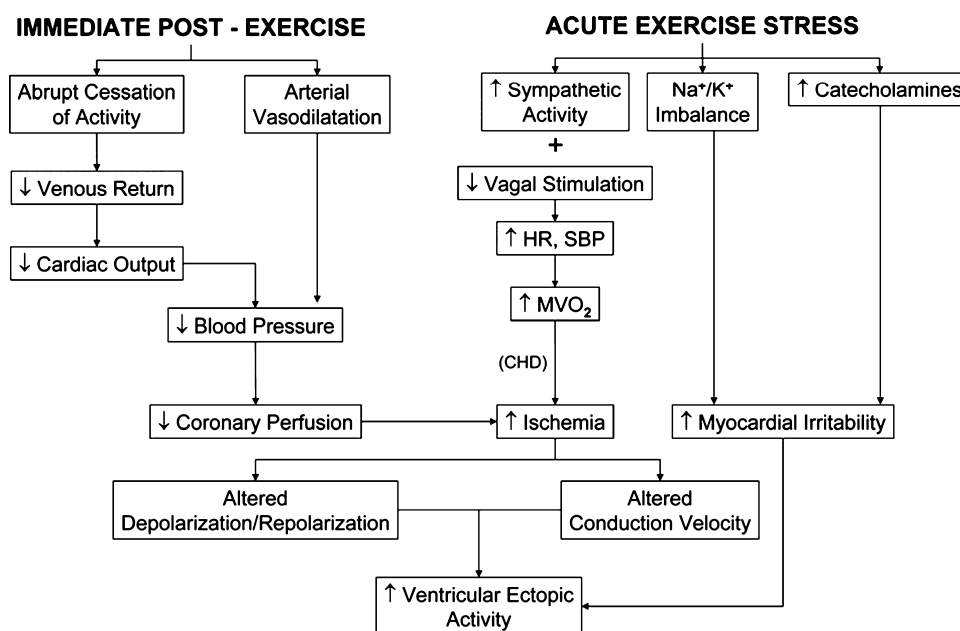 IMMEDIATE POST - EXERCISE
ACUTE EXERCISE STRESS
Abrupt Cessation
of Activity
Arterial
Vasodilatation
↑ Sympathetic
Activity
Na⁺/K⁺
Imbalance
↑ Catecholamines
+
↓ Venous Return
↓ Vagal Stimulation
↑ HR, SBP
↓ Cardiac Output
↑ MVO₂
↓ Blood Pressure
(CHD)
↓ Coronary Perfusion
↑ Ischemia
↑ Myocardial Irritability
Altered
Depolarization/Repolarization
Altered
Conduction Velocity
↑ Ventricular Ectopic
Activity